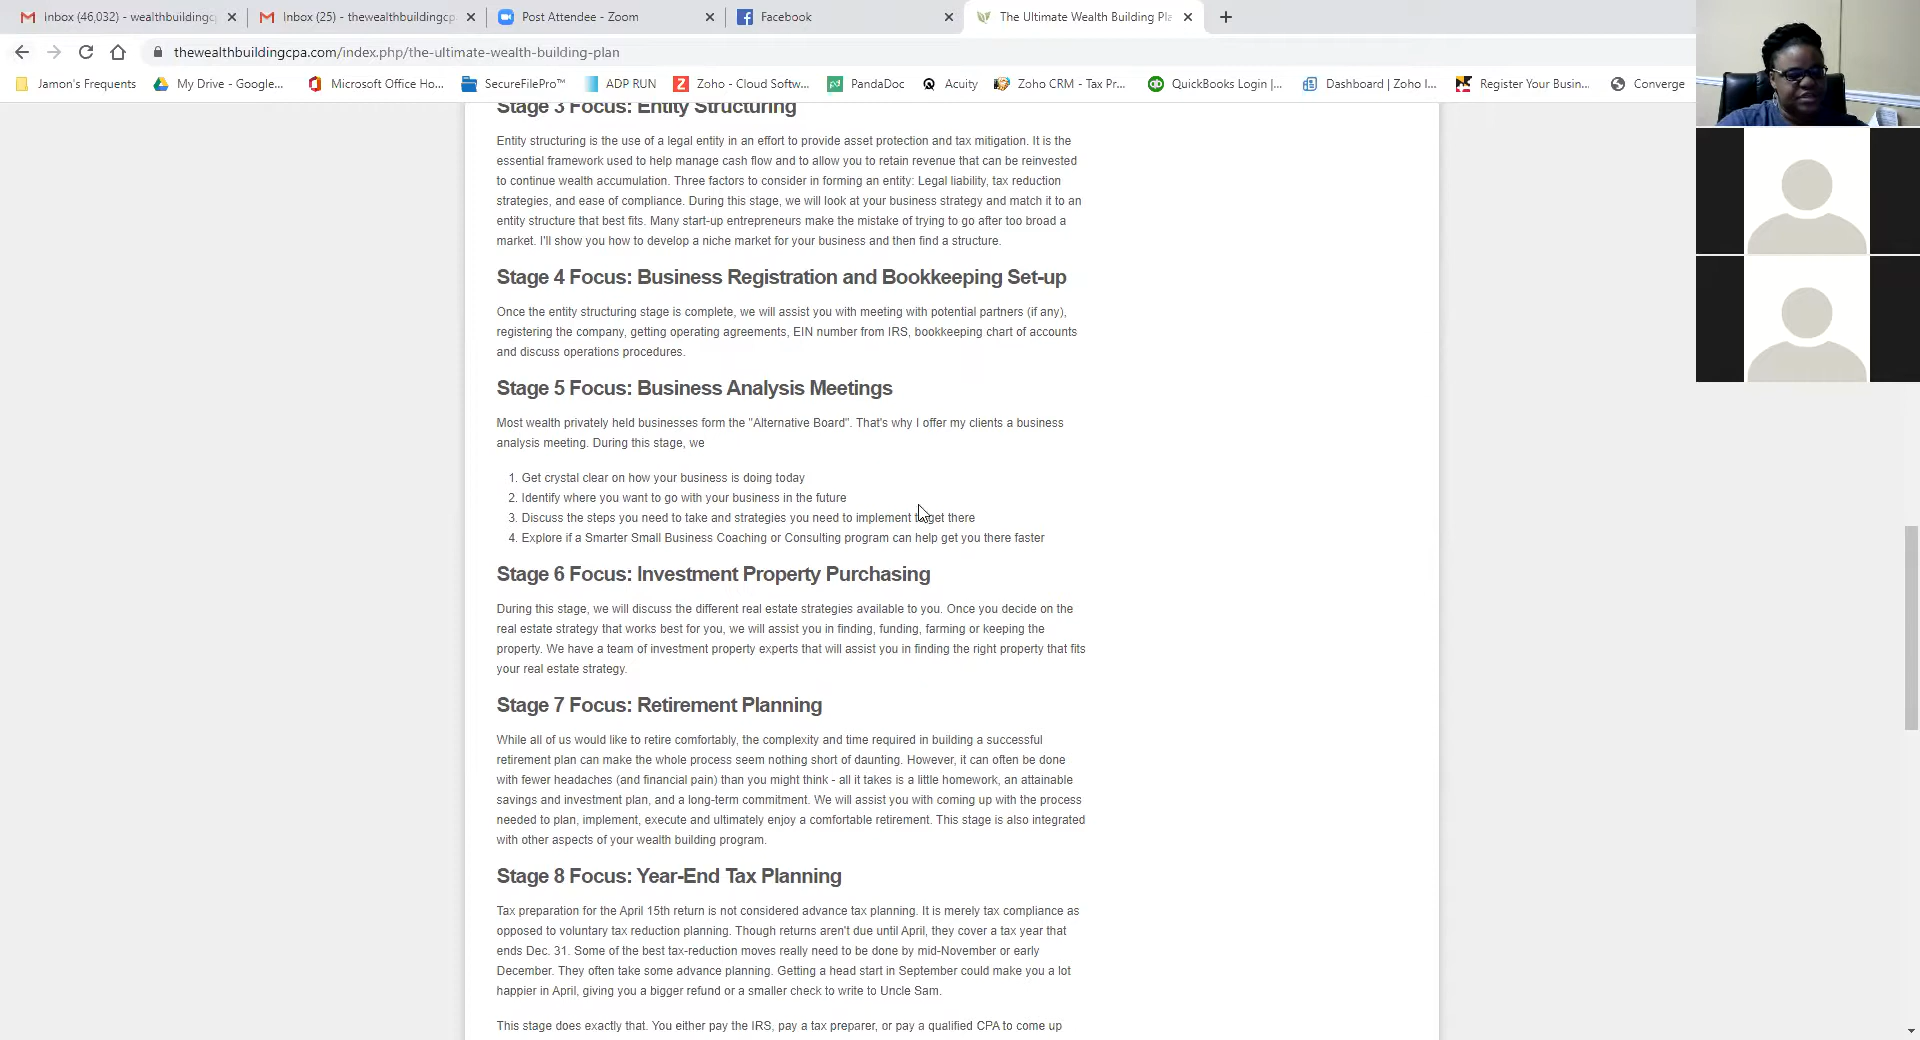 Inbox (46,032) - wealthbuildingc
Inbox (25) - thewealthbuildingcp
Post Attendee - Zoom
Facebook
The Ultimate Wealth Building Pla
thewealthbuildingcpa.com/index.php/the-ultimate-wealth-building-plan
Jamon's Frequents
My Drive - Google...
Microsoft Office Ho...
SecureFilePro™
ADP RUN
Zoho - Cloud Softw...
PandaDoc
Acuity
Zoho CRM - Tax Pr...
QuickBooks Login |...
Dashboard | Zoho I...
Register Your Busin...
Converge
Stage 3 Focus: Entity Structuring
Entity structuring is the use of a legal entity in an effort to provide asset protection and tax mitigation. It is the
essential framework used to help manage cash flow and to allow you to retain revenue that can be reinvested
to continue wealth accumulation. Three factors to consider in forming an entity: Legal liability, tax reduction
strategies, and ease of compliance. During this stage, we will look at your business strategy and match it to an
entity structure that best fits. Many start-up entrepreneurs make the mistake of trying to go after too broad a
market. I'll show you how to develop a niche market for your business and then find a structure.
Stage 4 Focus: Business Registration and Bookkeeping Set-up
Once the entity structuring stage is complete, we will assist you with meeting with potential partners (if any),
registering the company, getting operating agreements, EIN number from IRS, bookkeeping chart of accounts
and discuss operations procedures.
Stage 5 Focus: Business Analysis Meetings
Most wealth privately held businesses form the "Alternative Board". That's why I offer my clients a business
analysis meeting. During this stage, we
1. Get crystal clear on how your business is doing today
2. Identify where you want to go with your business in the future
3. Discuss the steps you need to take and strategies you need to implement get there
4. Explore if a Smarter Small Business Coaching or Consulting program can help get you there faster
Stage 6 Focus: Investment Property Purchasing
During this stage, we will discuss the different real estate strategies available to you. Once you decide on the
real estate strategy that works best for you, we will assist you in finding, funding, farming or keeping the
property. We have a team of investment property experts that will assist you in finding the right property that fits
your real estate strategy.
Stage 7 Focus: Retirement Planning
While all of us would like to retire comfortably, the complexity and time required in building a successful
retirement plan can make the whole process seem nothing short of daunting. However, it can often be done
with fewer headaches (and financial pain) than you might think - all it takes is a little homework, an attainable
savings and investment plan, and a long-term commitment. We will assist you with coming up with the process
needed to plan, implement, execute and ultimately enjoy a comfortable retirement. This stage is also integrated
with other aspects of your wealth building program.
Stage 8 Focus: Year-End Tax Planning
Tax preparation for the April 15th return is not considered advance tax planning. It is merely tax compliance as
opposed to voluntary tax reduction planning. Though returns aren't due until April, they cover a tax year that
ends Dec. 31. Some of the best tax-reduction moves really need to be done by mid-November or early
December. They often take some advance planning. Getting a head start in September could make you a lot
happier in April, giving you a bigger refund or a smaller check to write to Uncle Sam.
This stage does exactly that. You either pay the IRS, pay a tax preparer, or pay a qualified CPA to come up